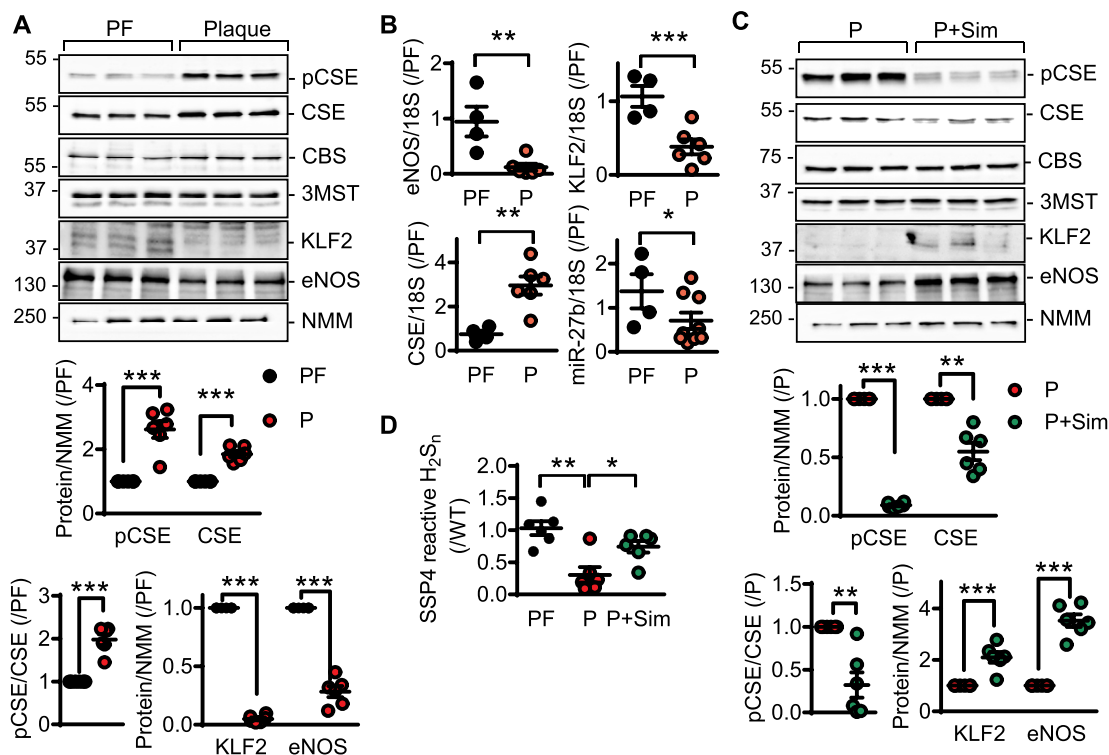 A
PF Plaque
55
pCSE
CSE
55
CBS
37
3MST
37
KLF2
130
eNOS
250
NMM
Protein/NMM (/PF)
4
2
0
*** ***
PF
P
pCSE CSE
pCSE/CSE (/PF)
3
2
1
0
***
Protein/NMM (/PF)
1.0
0.5
0.0
*** ***
KLF2 eNOS
B
eNOS/18S (/PF)
2
1
0
**
PF P
KLF2/18S (/PF)
1
0
***
PF P
CSE/18S (/PF)
4
2
0
**
PF P
miR-27b/18S (/PF)
2
1
0
*
PF P
D
SSP4 reactive H₂Sₙ
(/WT)
2.0
1.5
1.0
0.5
0.0
** *
PF P P+Sim
C
P P+Sim
55
pCSE
55
CSE
75
CBS
37
3MST
37
KLF2
130
eNOS
250
NMM
Protein/NMM (/P)
1.0
0.5
0.0
*** **
P
P+Sim
pCSE CSE
pCSE/CSE (/P)
1.5
1.0
0.5
0.0
**
Protein/NMM (/P)
4
2
0
*** ***
KLF2 eNOS